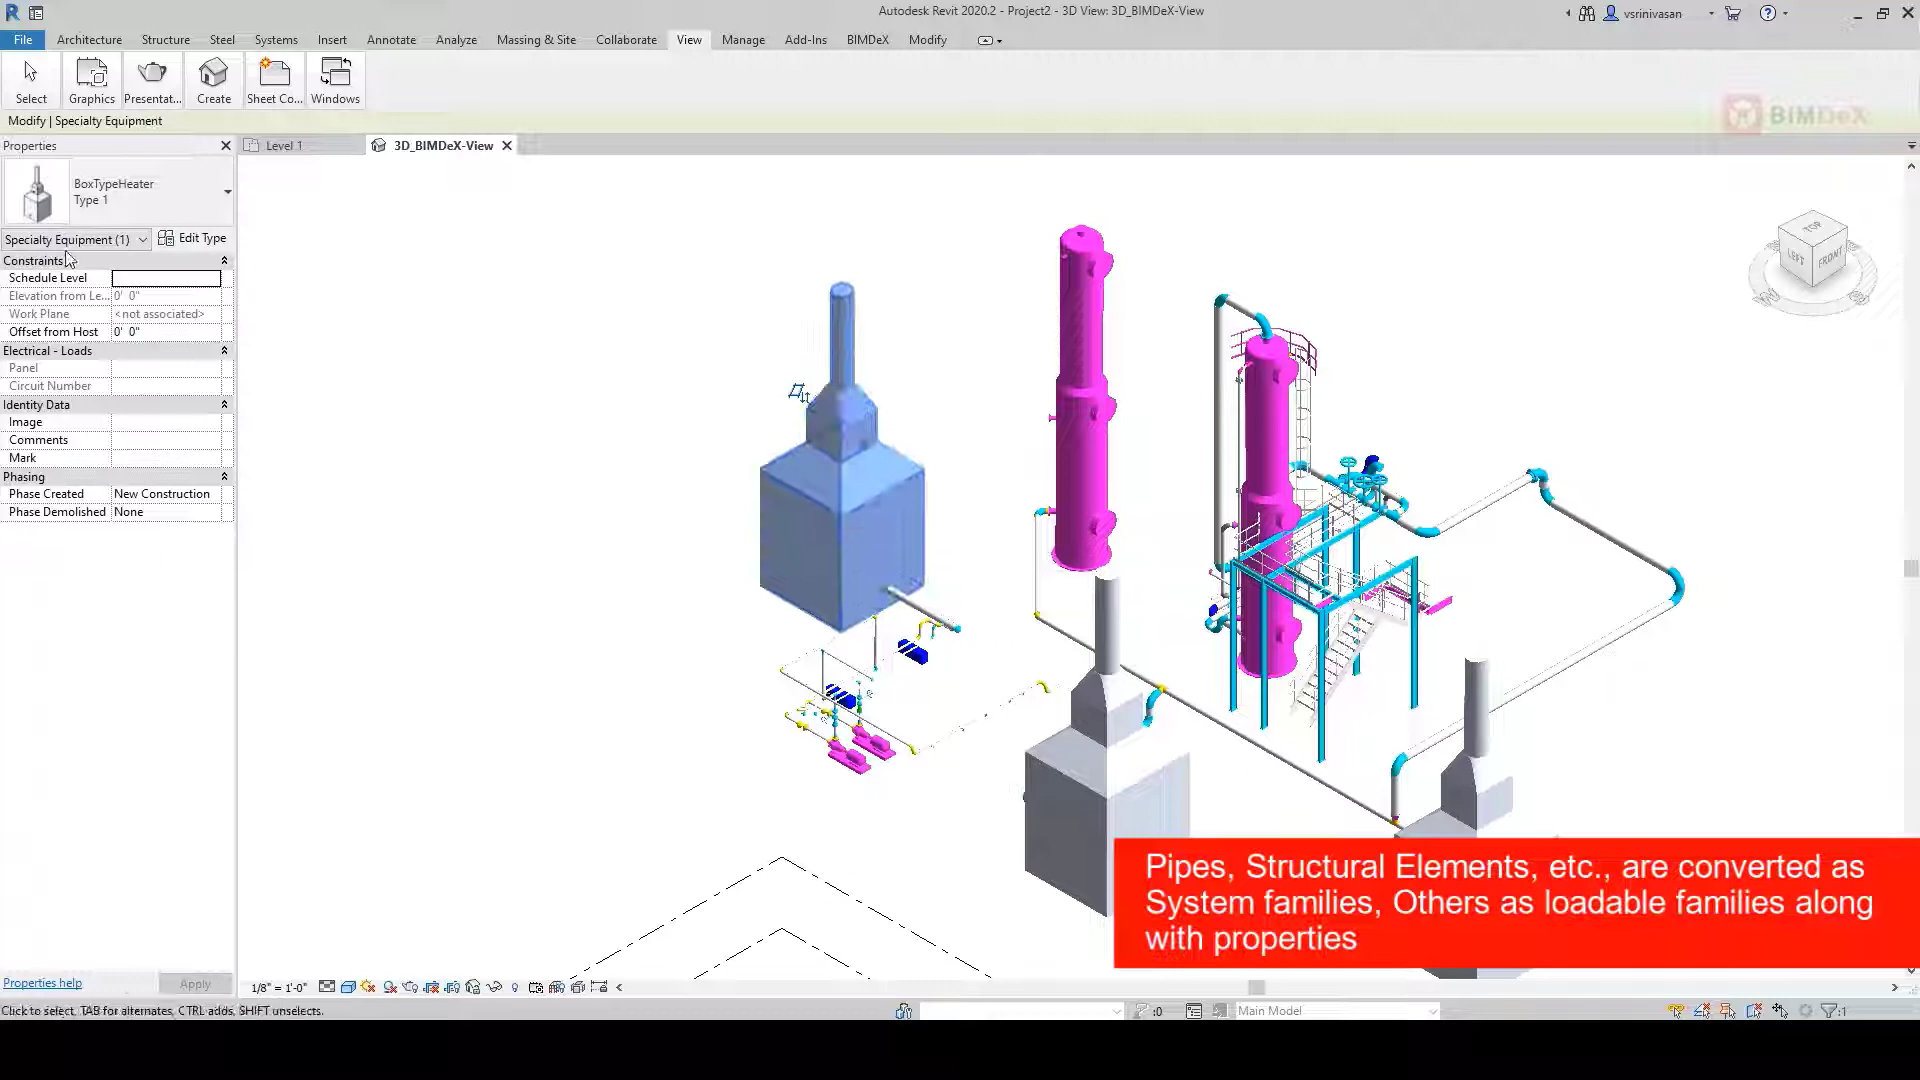 Autodesk Revit 2020.2 - Project2 - 3D View: 3D_BIMDeX-View
vsrinivasan
File Architecture Structure Steel Systems Insert Annotate Analyze Massing & Site Collaborate View Manage Add-Ins BIMDeX Modify
Select Graphics Presentat... Create Sheet Co... Windows
Modify | Specialty Equipment
BIMDeX
Properties
Level 1
3D_BIMDeX-View
BoxTypeHeater
Type 1
Specialty Equipment (1)
Edit Type
Constraints
Schedule Level
Elevation from Le... 0' 0"
Work Plane <not associated>
Offset from Host 0' 0"
Electrical - Loads
Panel
Circuit Number
Identity Data
Image
Comments
Mark
Phasing
Phase Created New Construction
Phase Demolished None
TOP
LEFT
FRONT
Pipes, Structural Elements, etc., are converted as
System families, Others as loadable families along
with properties
Properties help
Apply
1/8" = 1'-0"
Click to select, TAB for alternates, CTRL adds, SHIFT unselects.
:0
Main Model
:1